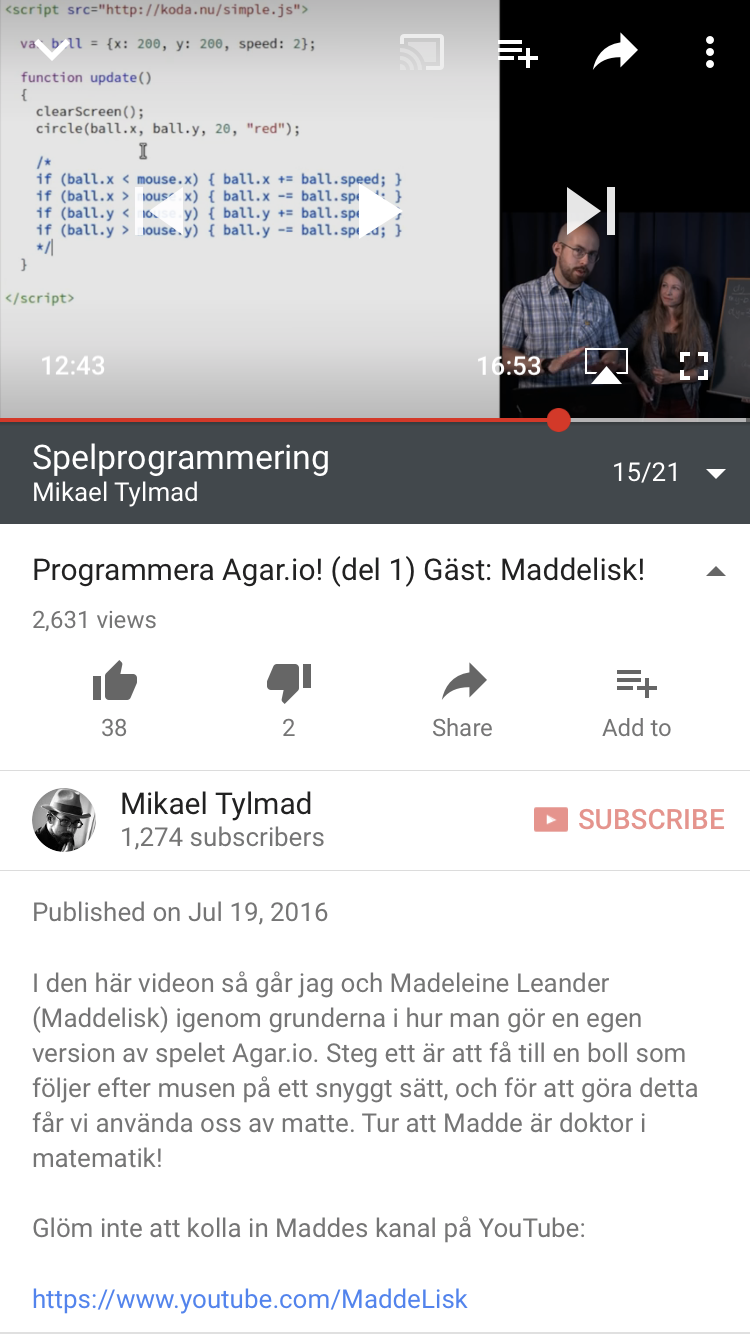 <script src="http://koda.nu/simple.js">
var ball = {x: 200, y: 200, speed: 2};
function update()
{
clearScreen();
circle(ball.x, ball.y, 20, "red");
/*
if (ball.x < mouse.x) { ball.x += ball.speed; }
if (ball.x > mouse.x) { ball.x -= ball.speed; }
if (ball.y < mouse.y) { ball.y += ball.speed; }
if (ball.y > mouse.y) { ball.y -= ball.speed; }
*/
}
</script>
12:43
16:53
Spelprogrammering
Mikael Tylmad
15/21
Programmera Agar.io! (del 1) Gäst: Maddelisk!
2,631 views
38
2
Share
Add to
Mikael Tylmad
1,274 subscribers
SUBSCRIBE
Published on Jul 19, 2016
I den här videon så går jag och Madeleine Leander
(Maddelisk) igenom grunderna i hur man gör en egen
version av spelet Agar.io. Steg ett är att få till en boll som
följer efter musen på ett snyggt sätt, och för att göra detta
får vi använda oss av matte. Tur att Madde är doktor i
matematik!
Glöm inte att kolla in Maddes kanal på YouTube:
https://www.youtube.com/MaddeLisk